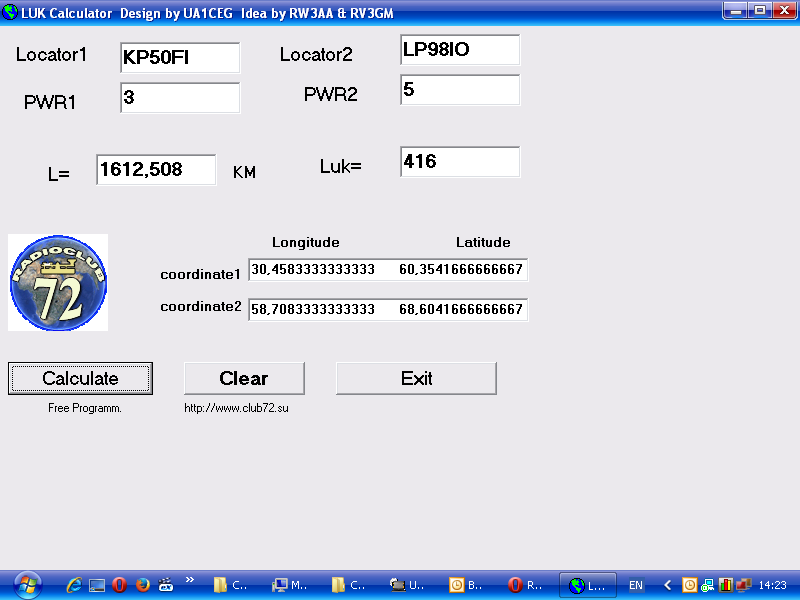 LUK Calculator Design by UA1CEG Idea by RW3AA & RV3GM
Locator1 KP50FI Locator2 LP98IO
PWR1 3 PWR2 5
L= 1612,508 KM Luk= 416
Longitude Latitude
coordinate1 30,4583333333333 60,3541666666667
coordinate2 58,7083333333333 68,6041666666667
RADIOCLUB
72
Calculate Clear Exit
Free Programm. http://www.club72.su
C.. M.. C.. U.. B.. R.. L... EN 14:23